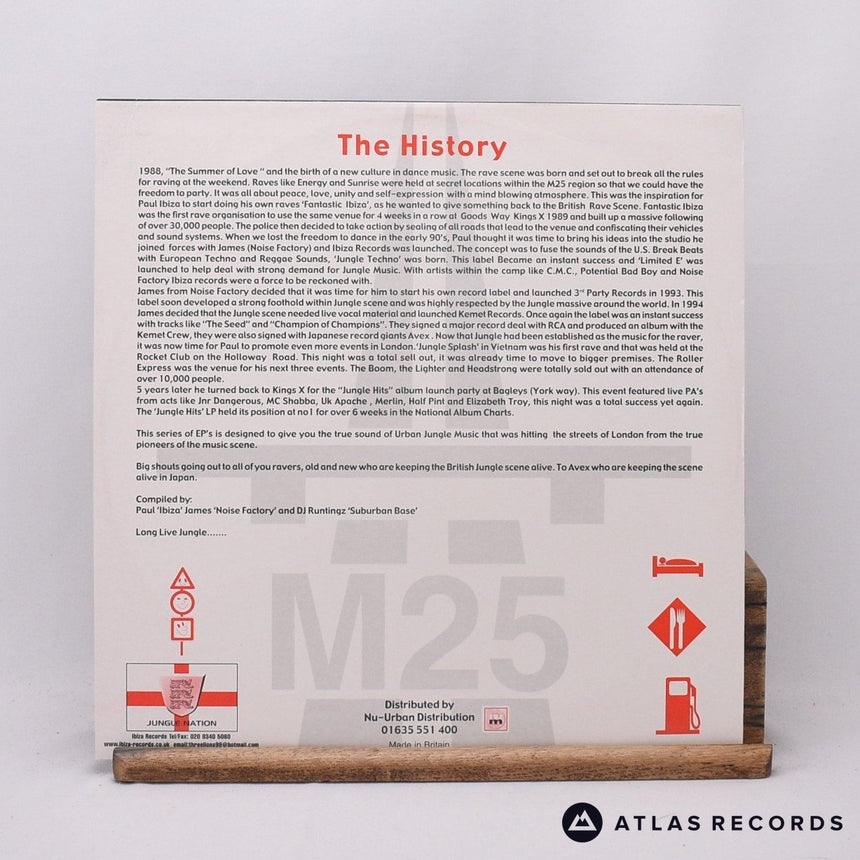 The History
1988, "The Summer of Love " and the birth of a new culture in dance music. The rave scene was born and set out to break all the rules
for raving at the weekend. Raves like Energy and Sunrise were held at secret locations within the M25 region so that we could have the
freedom to party. It was all about peace, love, unity and self-expression with a mind blowing atmosphere. This was the inspiration for
Paul Ibiza to start doing his own raves 'Fantastic Ibiza', as he wanted to give something back to the British Rave Scene. Fantastic Ibiza
was the first rave organisation to use the same venue for 4 weeks in a row at Goods Way Kings X 1989 and built up a massive following
of over 30,000 people. The police then decided to take action by sealing of all roads that lead to the venue and confiscating their vehicles
and sound systems. When we lost the freedom to dance in the early 90's, Paul thought it was time to bring his ideas into the studio he
joined forces with James (Noise Factory) and Ibiza Records was launched. The concept was to fuse the sounds of the U.S. Break Beats
with European Techno and Reggae Sounds, 'Jungle Techno' was born. This label Became an instant success and 'Limited E' was
launched to help deal with strong demand for Jungle Music. With artists within the camp like C.M.C., Potential Bad Boy and Noise
Factory Ibiza records were a force to be reckoned with.
James from Noise Factory decided that it was time for him to start his own record label and launched 3rd Party Records in 1993. This
label soon developed a strong foothold within Jungle scene and was highly respected by the Jungle massive around the world. In 1994
James decided that the Jungle scene needed live vocal material and launched Kemet Records. Once again the label was an instant success
with tracks like "The Seed" and "Champion of Champions". They signed a major record deal with RCA and produced an album with the
Kemet Crew, they were also signed with Japanese record giants Avex . Now that Jungle had been established as the music for the raver,
it was now time for Paul to promote even more events in London.'Jungle Splash' in Vietnam was his first rave and that was held at the
Rocket Club on the Holloway Road. This night was a total sell out, it was already time to move to bigger premises. The Roller
Express was the venue for his next three events. The Boom, the Lighter and Headstrong were totally sold out with an attendance of
over 10,000 people.
5 years later he turned back to Kings X for the "Jungle Hits" album launch party at Bagleys (York way). This event featured live PA's
from acts like Jnr Dangerous, MC Shabba, Uk Apache , Merlin, Half Pint and Elizabeth Troy, this night was a total success yet again.
The 'Jungle Hits' LP held its position at no1 for over 6 weeks in the National Album Charts.
This series of EP's is designed to give you the true sound of Urban Jungle Music that was hitting the streets of London from the true
pioneers of the music scene.
Big shouts going out to all of you ravers, old and new who are keeping the British Jungle scene alive. To Avex who are keeping the scene
alive in Japan.
Compiled by:
Paul 'Ibiza' James 'Noise Factory' and DJ Runtingz 'Suburban Base'
Long Live Jungle.......
M25
JUNGLE NATION
Ibiza Records Tel/Fax: 020 8340 5060
www.ibiza-records.co.uk email:threelions98@hotmail.com
Distributed by
Nu-Urban Distribution
01635 551 400
Made in Britain
m
ATLAS RECORDS